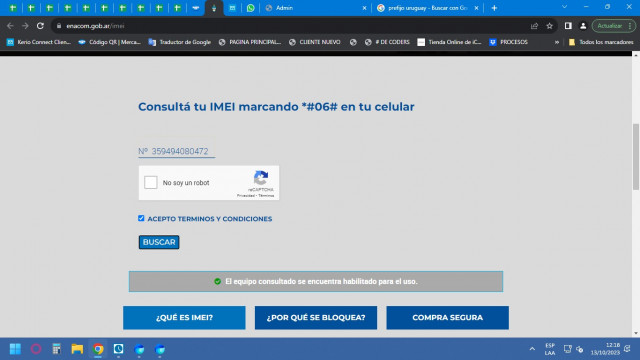 Admin
prefijo uruguay - Buscar con Go
enacom.gob.ar/imei
Actualizar
Kerio Connect Clien...
Código QR | Merca...
Traductor de Google
PAGINA PRINCIPAL...
CLIENTE NUEVO
# DE CODERS
Tienda Online de iC...
PROCESOS
»
Todos los marcadores
Consultá tu IMEI marcando *#06# en tu celular
Nº 359494080472
No soy un robot
reCAPTCHA
Privacidad - Términos
ACEPTO TERMINOS Y CONDICIONES
BUSCAR
El equipo consultado se encuentra habilitado para el uso.
¿QUÉ ES IMEI?
¿POR QUÉ SE BLOQUEA?
COMPRA SEGURA
ESP
LAA
12:18
13/10/2023